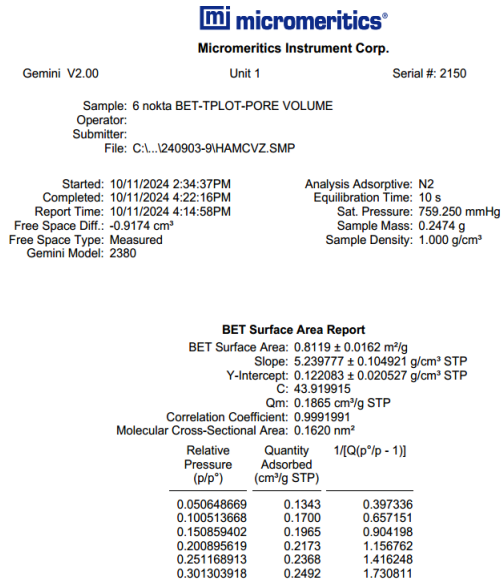 mi micromeritics®
Micromeritics Instrument Corp.
Gemini V2.00 Unit 1 Serial #: 2150
Sample: 6 nokta BET-TPLOT-PORE VOLUME
Operator:
Submitter:
File: C:\...\240903-9\HAMCVZ.SMP
Started: 10/11/2024 2:34:37PM Analysis Adsorptive: N2
Completed: 10/11/2024 4:22:16PM Equilibration Time: 10 s
Report Time: 10/11/2024 4:14:58PM Sat. Pressure: 759.250 mmHg
Free Space Diff.: -0.9174 cm³ Sample Mass: 0.2474 g
Free Space Type: Measured Sample Density: 1.000 g/cm³
Gemini Model: 2380
BET Surface Area Report
BET Surface Area: 0.8119 ± 0.0162 m²/g
Slope: 5.239777 ± 0.104921 g/cm³ STP
Y-Intercept: 0.122083 ± 0.020527 g/cm³ STP
C: 43.919915
Qm: 0.1865 cm³/g STP
Correlation Coefficient: 0.9991991
Molecular Cross-Sectional Area: 0.1620 nm²
Relative Quantity 1/[Q(p°/p - 1)]
Pressure Adsorbed
(p/p°) (cm³/g STP)
0.050648669 0.1343 0.397336
0.100513668 0.1700 0.657151
0.150859402 0.1965 0.904198
0.200895619 0.2173 1.156762
0.251168913 0.2368 1.416248
0.301303918 0.2492 1.730811